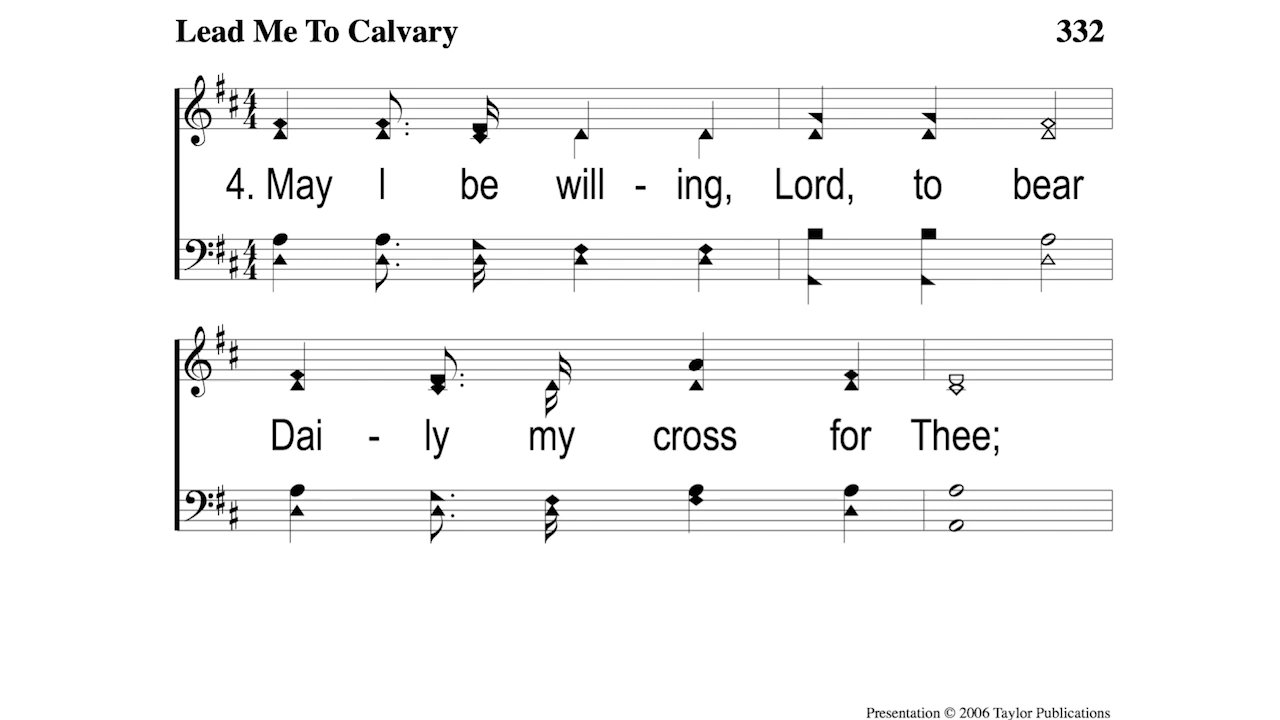 Lead Me To Calvary 332
4. May I be will - ing, Lord, to bear
Dai - ly my cross for Thee;
Presentation © 2006 Taylor Publications